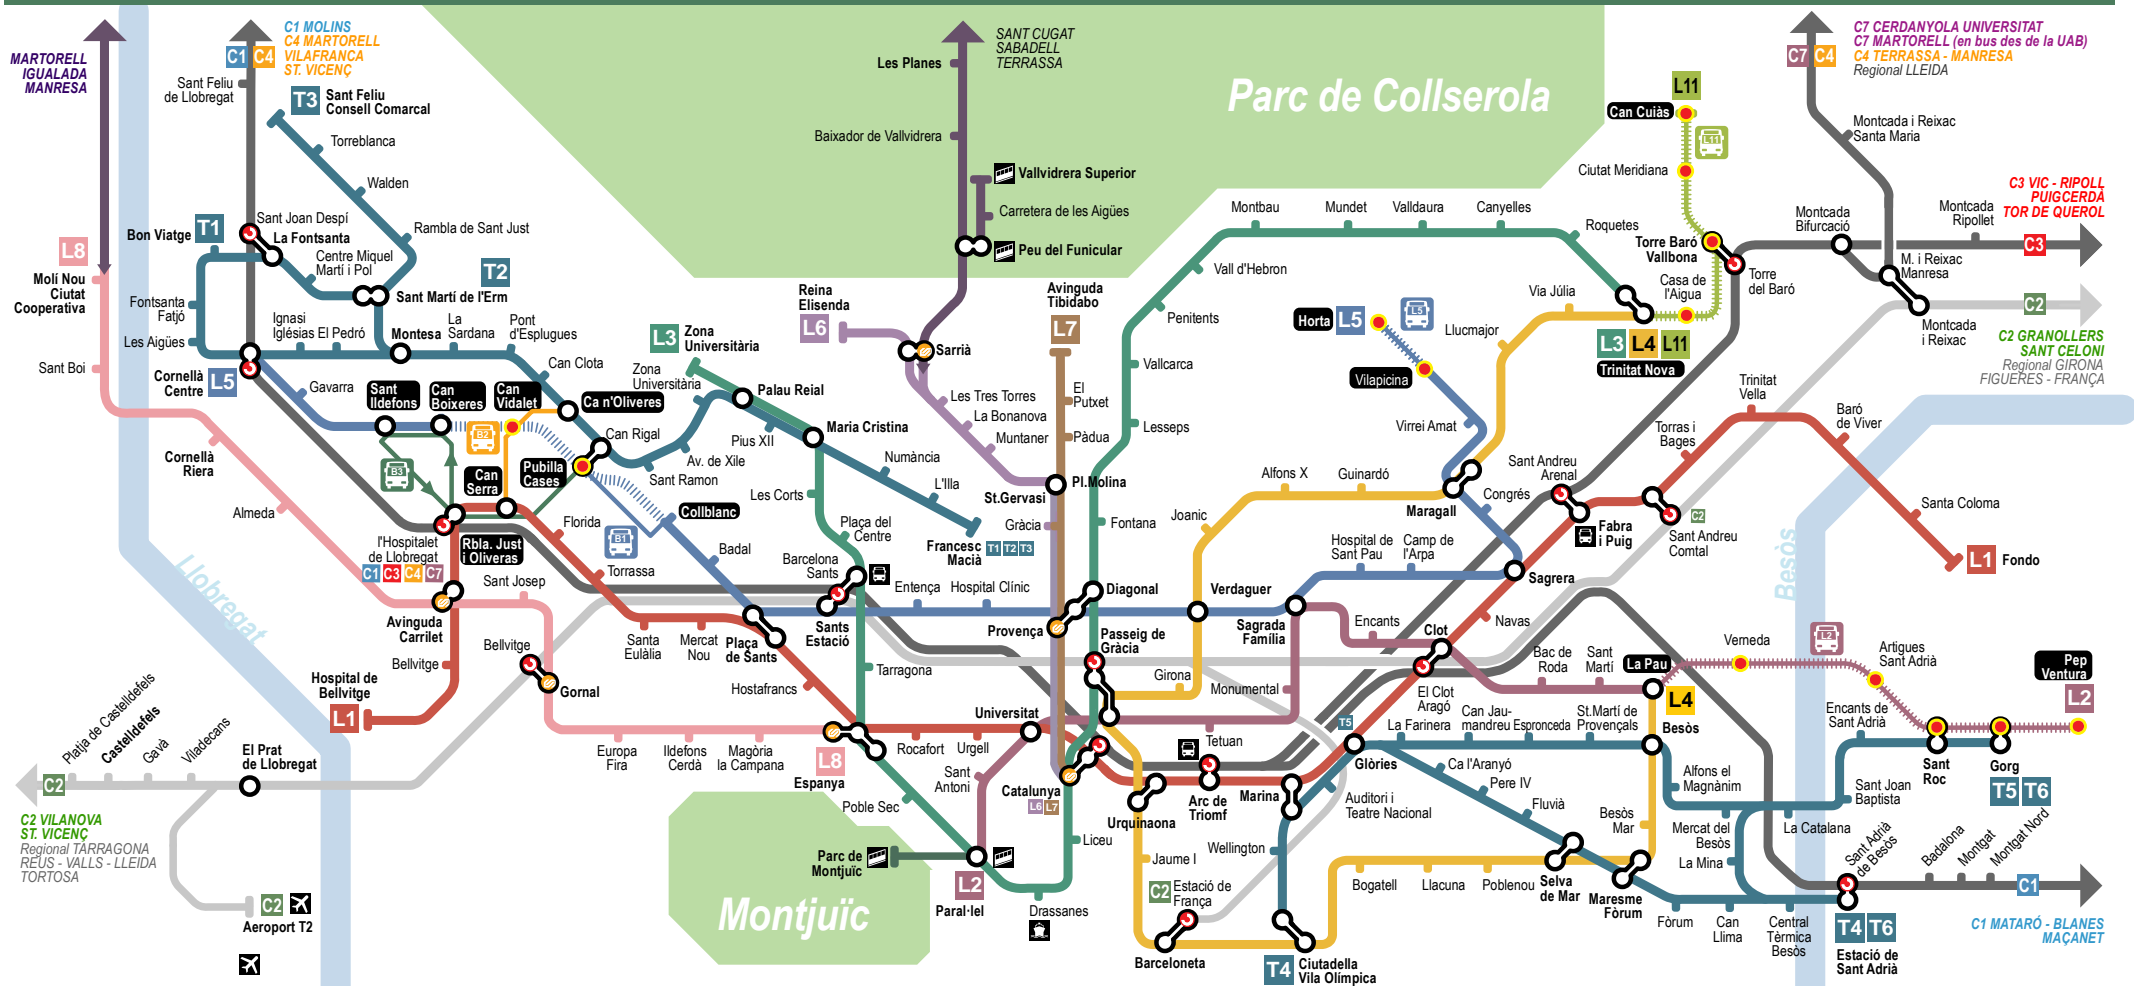 MARTORELL
IGUALADA
MANRESA
C1 MOLINS
C4 MARTORELL
VILAFRANCA
ST. VICENÇ
C1 C4
Sant Feliu
de Llobregat
T3
Sant Feliu
Consell Comarcal
Torreblanca
Walden
Rambla de Sant Just
Sant Joan Despí
La Fontsanta
Bon Viatge
T1
Centre Miquel
Martí i Pol
T2
Sant Martí de l'Erm
L8
Molí Nou
Ciutat
Cooperativa
Fontsanta
Fatjó
Les Aigües
Ignasi
Iglésias
El Pedró
Montesa
La
Sardana
Pont
d'Esplugues
Can Clota
Sant Boi
Cornellà
Centre
L5
Gavarra
Sant
Ildefons
Can
Boixeres
Can
Vidalet
Ca n'Oliveres
Can Rigal
B2
B3
Can
Serra
Pubilla
Cases
Cornellà
Riera
Almeda
l'Hospitalet
de Llobregat
C1 C3 C4 C7
Rbla. Just
i Oliveras
Florida
Torrassa
B1
Collblanc
Badal
Sant Josep
Avinguda
Carrilet
Bellvitge
Bellvitge
Gornal
Hospital de
Bellvitge
L1
Santa
Eulàlia
Mercat
Nou
Plaça
de Sants
Hostafrancs
Llobregat
Platja de Castelldefels
Castelldefels
Gavà
Viladecans
El Prat
de Llobregat
C2
C2 VILANOVA
ST. VICENÇ
Regional TARRAGONA
REUS - VALLS - LLEIDA
TORTOSA
C2
Aeroport T2
Europa
Fira
Ildefons
Cerdà
Magòria
la Campana
L8
Espanya
SANT CUGAT
SABADELL
TERRASSA
Les Planes
Baixador de Vallvidrera
Vallvidrera Superior
Carretera de les Aigües
Peu del Funicular
Parc de Collserola
Reina
Elisenda
L6
Sarrià
Avinguda
Tibidabo
L7
Les Tres Torres
La Bonanova
Muntaner
El
Putxet
Pàdua
St.Gervasi
Pl.Molina
Gràcia
L3
Zona
Universitària
Zona
Universitària
Palau Reial
Maria Cristina
Pius XII
Av. de Xile
Sant Ramon
Numància
L'Illa
Francesc
Macià
T1 T2 T3
Les Corts
Plaça del
Centre
Barcelona
Sants
Sants
Estació
Entença
Hospital Clínic
Provença
Diagonal
Tarragona
Passeig de
Gràcia
Rocafort
Urgell
Universitat
Sant
Antoni
Catalunya
L6 L7
Poble Sec
Parc de
Montjuïc
Montjuïc
L2
Paral·lel
Drassanes
Liceu
Urquinaona
Jaume I
C2
Estació de
França
Barceloneta
T4
Ciutadella
Vila Olímpica
Wellington
Marina
Arc de
Triomf
Tetuan
Girona
Monumental
Montbau
Mundet
Valldaura
Canyelles
Roquetes
Vall d'Hebron
Penitents
Vallcarca
Lesseps
Fontana
Horta
L5
L5
Vilapicina
Llucmajor
Via Júlia
Virrei Amat
Alfons X
Guinardó
Joanic
Maragall
Congrés
Hospital de
Sant Pau
Camp de
l'Arpa
Verdaguer
Sagrada
Família
Sagrera
Encants
Clot
Navas
El Clot
Aragó
Bac de
Roda
Sant
Martí
La Pau
L4
Besòs
T5
Glòries
La Farinera
Can Jau-
mandreu
Espronceda
St.Martí de
Provençals
Auditori i
Teatre Nacional
Ca l'Aranyó
Pere IV
Fluvià
Besòs
Mar
Bogatell
Llacuna
Poblenou
Selva
de Mar
Maresme
Fòrum
Fòrum
Can
Llima
Central
Tèrmica
Besòs
L11
Can Cuiàs
L11
Ciutat Meridiana
Torre Baró
Vallbona
Casa de
l'Aigua
Torre
del Baró
L3 L4 L11
Trinitat Nova
C7 CERDANYOLA UNIVERSITAT
C7 MARTORELL (en bus des de la UAB)
C4 TERRASSA - MANRESA
Regional LLEIDA
C7 C4
Montcada i Reixac
Santa Maria
Montcada
Bifurcació
Montcada
Ripollet
C3 VIC - RIPOLL
PUIGCERDÀ
TOR DE QUEROL
C3
M. i Reixac
Manresa
C2
Montcada
i Reixac
C2 GRANOLLERS
SANT CELONI
Regional GIRONA
FIGUERES - FRANÇA
Trinitat
Vella
Baró
de Viver
Torras i
Bages
Sant Andreu
Arenal
Fabra
i Puig
C2
Sant Andreu
Comtal
Santa Coloma
L1
Fondo
Besòs
Verneda
L2
Artigues
Sant Adrià
Pep
Ventura
L2
Encants de
Sant Adrià
Sant
Roc
Gorg
T5 T6
Alfons el
Magnànim
Sant Joan
Baptista
Mercat del
Besòs
La Catalana
La Mina
Sant Adrià
de Besòs
Badalona
Montgat
Montgat Nord
C1
C1 MATARÓ - BLANES
MAÇANET
T4 T6
Estació de
Sant Adrià